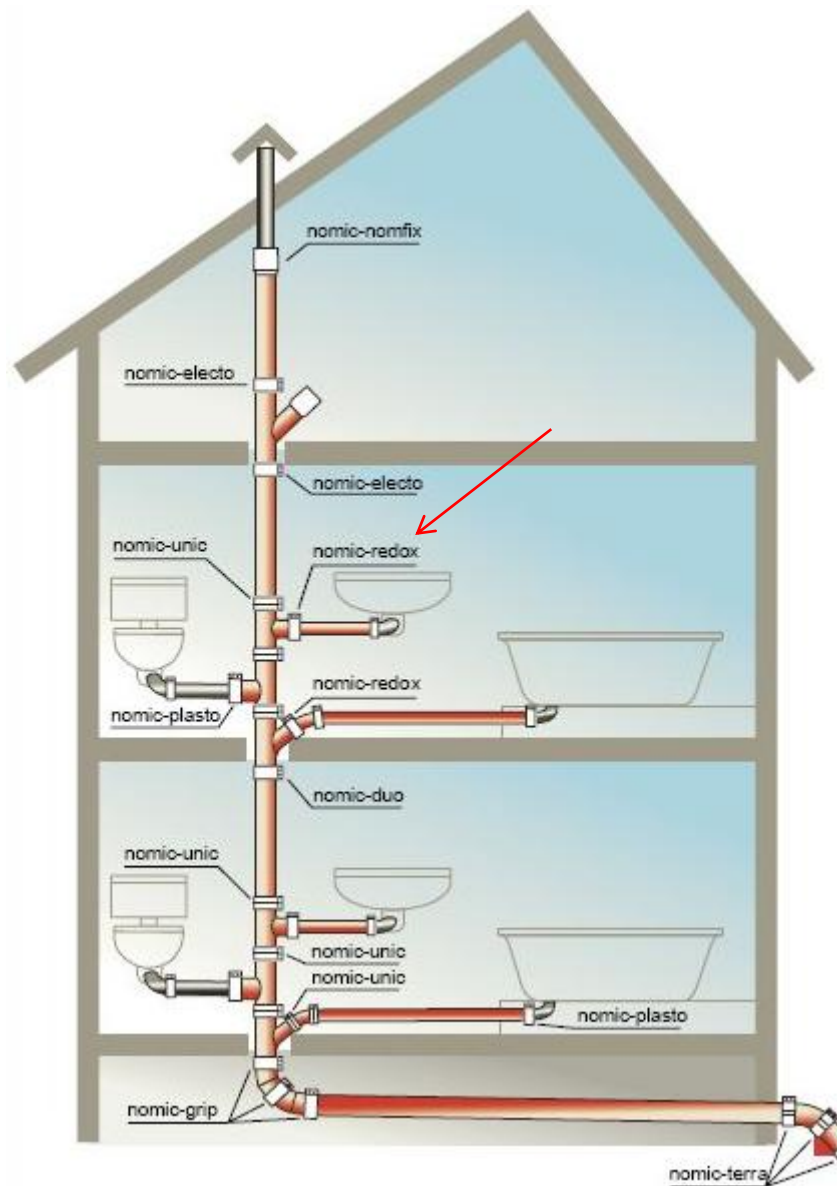 nomic-nomfix
nomic-electo
nomic-electo
nomic-unic
nomic-redox
nomic-redox
nomic-plasto
nomic-duo
nomic-unic
nomic-unic
nomic-unic
nomic-plasto
nomic-grip
nomic-terra